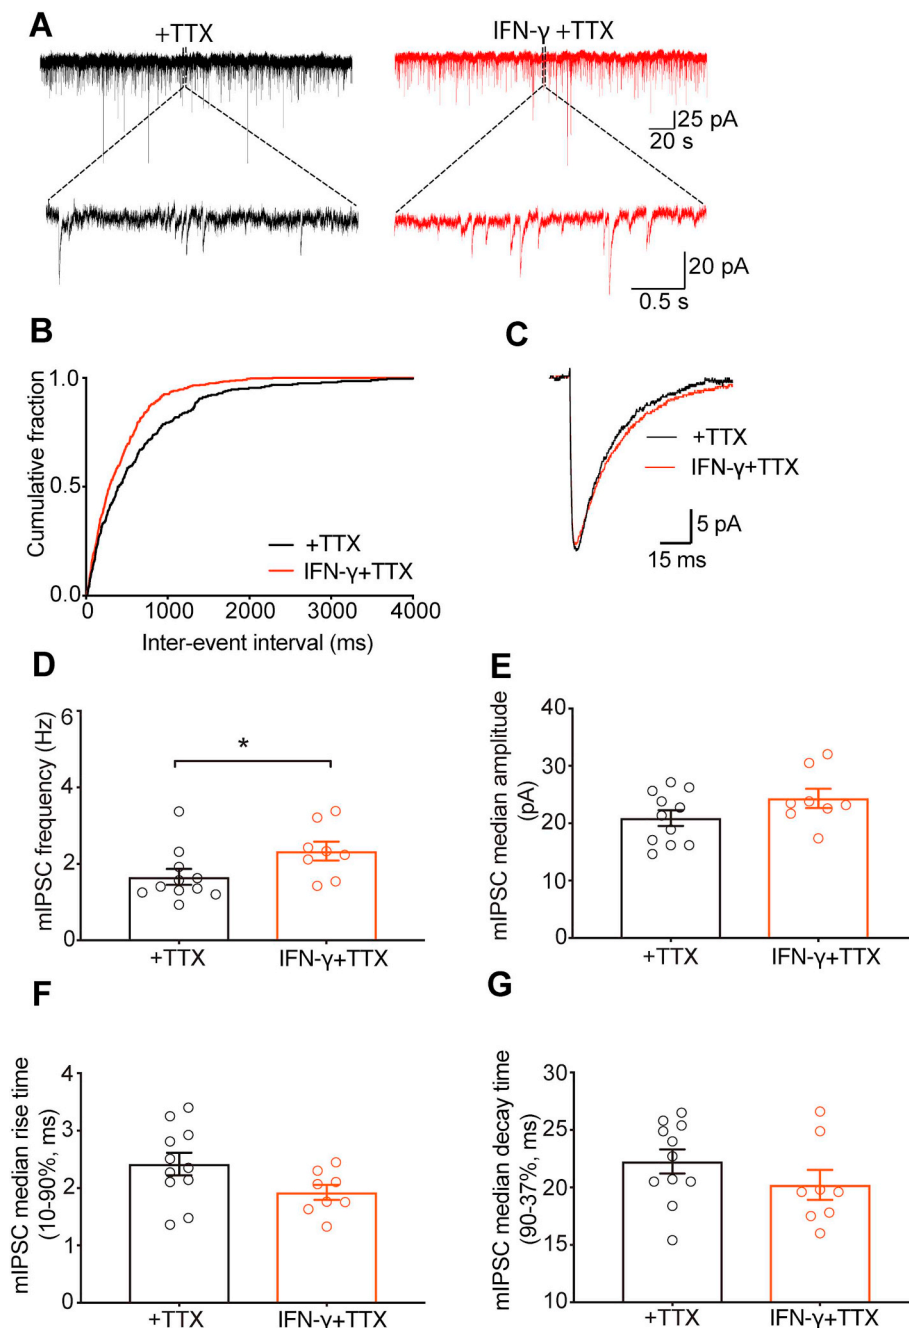 A
+TTX
IFN-γ +TTX
25 pA
20 s
20 pA
0.5 s
B
Cumulative fraction
1.0
0.5
0.0
+TTX
IFN-γ+TTX
0 1000 2000 3000 4000
Inter-event interval (ms)
C
+TTX
IFN-γ+TTX
5 pA
15 ms
D
mIPSC frequency (Hz)
6
4
2
0
*
+TTX IFN-γ+TTX
E
mIPSC median amplitude
(pA)
40
30
20
10
0
+TTX IFN-γ+TTX
F
mIPSC median rise time
(10-90%, ms)
4
3
2
1
0
+TTX IFN-γ+TTX
G
mIPSC median decay time
(90-37%, ms)
30
25
20
15
10
+TTX IFN-γ+TTX